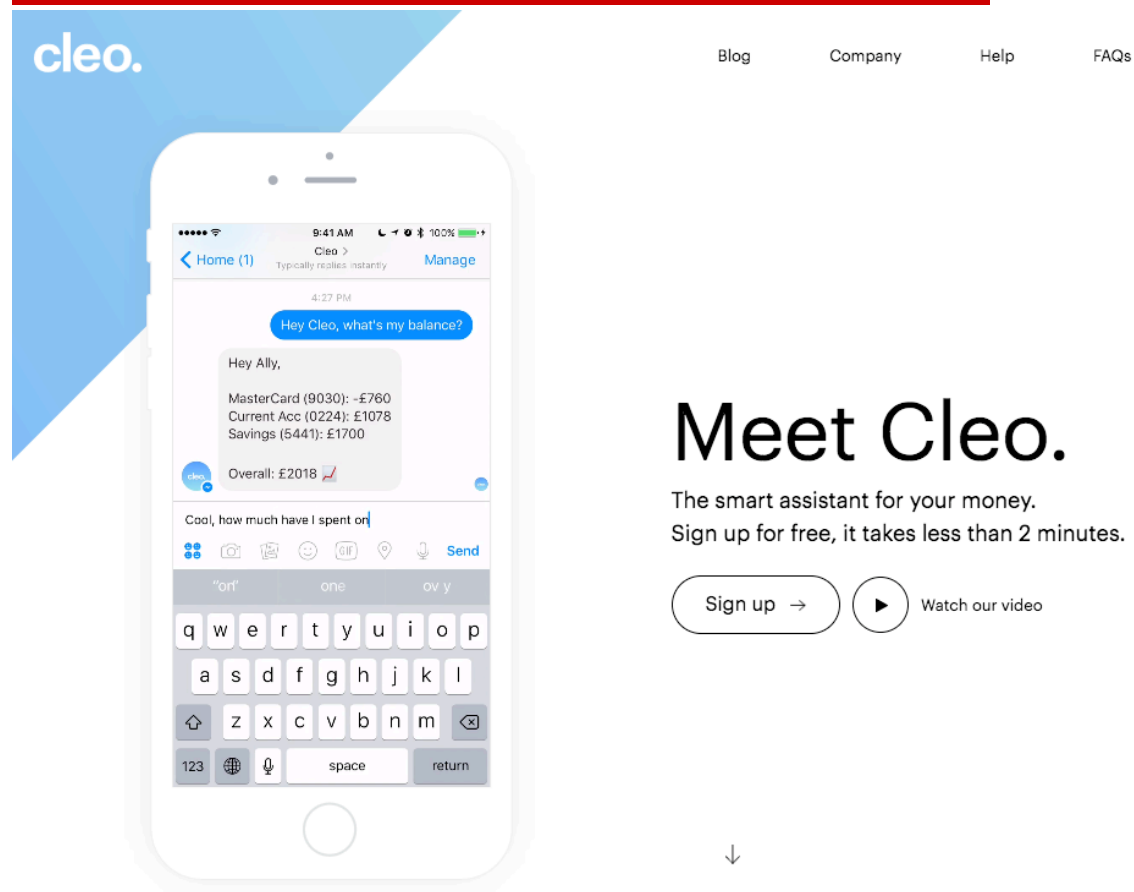 cleo.
Blog
Company
Help
FAQs
9:41 AM
100%
Home (1)
Cleo >
Typically replies instantly
Manage
4:27 PM
Hey Cleo, what's my balance?
Hey Ally,
MasterCard (9030): -£760
Current Acc (0224): £1078
Savings (5441): £1700
Overall: £2018
cleo.
Cool, how much have I spent on
GIF
Send
"on" one ov y
q w e r t y u i o p
a s d f g h j k l
z x c v b n m
123 space return
Meet Cleo.
The smart assistant for your money.
Sign up for free, it takes less than 2 minutes.
Sign up →
Watch our video